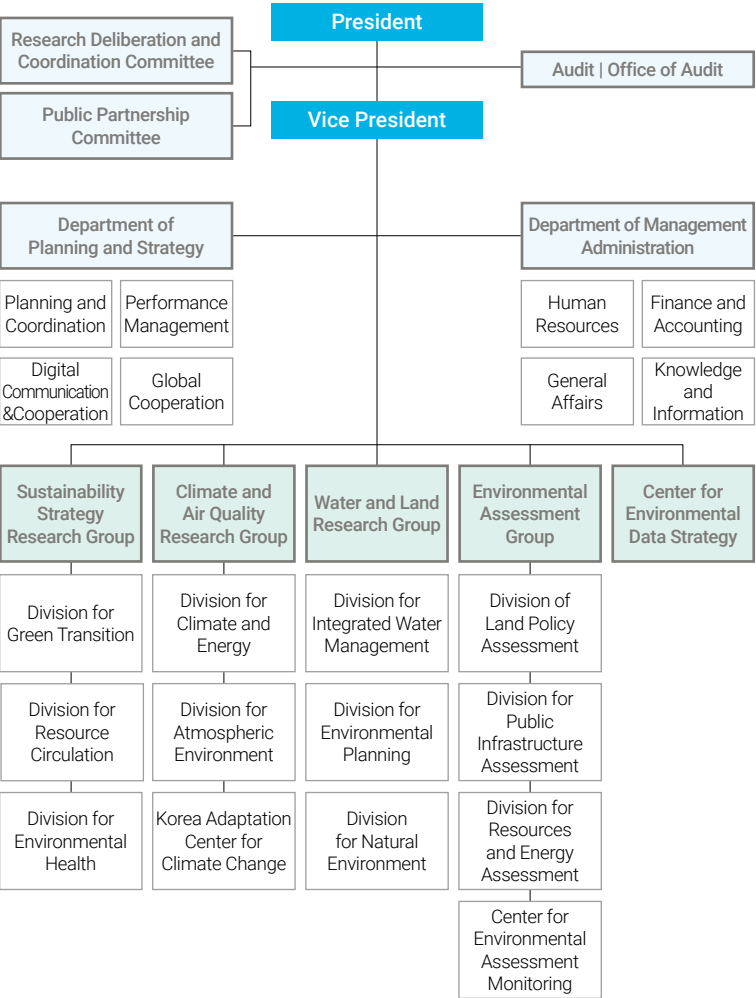 President
Research Deliberation and
Coordination Committee
Audit | Office of Audit
Public Partnership
Committee
Vice President
Department of
Planning and Strategy
Department of Management
Administration
Planning and
Coordination
Performance
Management
Human
Resources
Finance and
Accounting
Digital
Communication
&Cooperation
Global
Cooperation
General
Affairs
Knowledge
and
Information
Sustainability
Strategy
Research Group
Climate and
Air Quality
Research Group
Water and Land
Research Group
Environmental
Assessment
Group
Center for
Environmental
Data Strategy
Division for
Green Transition
Division for
Climate and
Energy
Division for
Integrated Water
Management
Division of
Land Policy
Assessment
Division for
Resource
Circulation
Division for
Atmospheric
Environment
Division for
Environmental
Planning
Division for
Public
Infrastructure
Assessment
Division for
Environmental
Health
Korea Adaptation
Center for
Climate Change
Division
for Natural
Environment
Division for
Resources
and Energy
Assessment
Center for
Environmental
Assessment
Monitoring